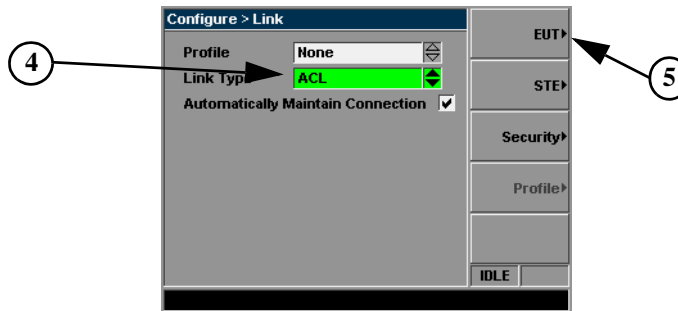 Configure > Link
Profile None
Link Type ACL
Automatically Maintain Connection
EUT
STE
Security
Profile
IDLE
4
5